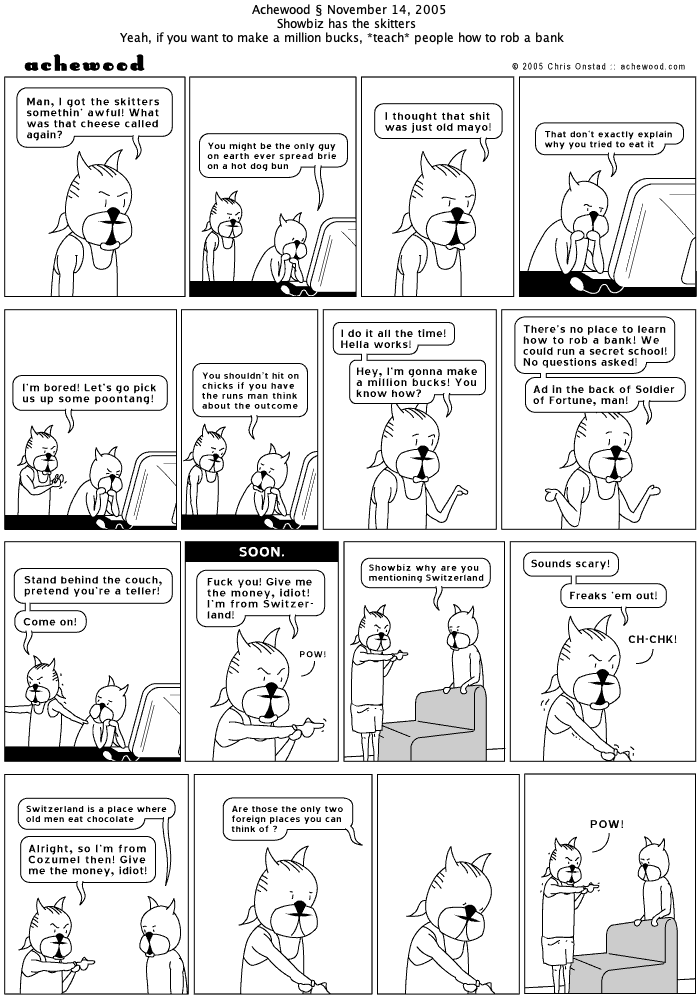 Achewood § November 14, 2005
Showbiz has the skitters
Yeah, if you want to make a million bucks, *teach* people how to rob a bank
achewood
© 2005 Chris Onstad :: achewood.com
Man, I got the skitters
somethin' awful! What
was that cheese called
again?
You might be the only guy
on earth ever spread brie
on a hot dog bun
I thought that shit
was just old mayo!
That don't exactly explain
why you tried to eat it
I'm bored! Let's go pick
us up some poontang!
You shouldn't hit on
chicks if you have
the runs man think
about the outcome
I do it all the time!
Hella works!
Hey, I'm gonna make
a million bucks! You
know how?
There's no place to learn
how to rob a bank! We
could run a secret school!
No questions asked!
Ad in the back of Soldier
of Fortune, man!
Stand behind the couch,
pretend you're a teller!
Come on!
SOON.
Fuck you! Give me
the money, idiot!
I'm from Switzer-
land!
POW!
Showbiz why are you
mentioning Switzerland
Sounds scary!
Freaks 'em out!
CH-CHK!
Switzerland is a place where
old men eat chocolate
Alright, so I'm from
Cozumel then! Give
me the money, idiot!
Are those the only two
foreign places you can
think of ?
POW!